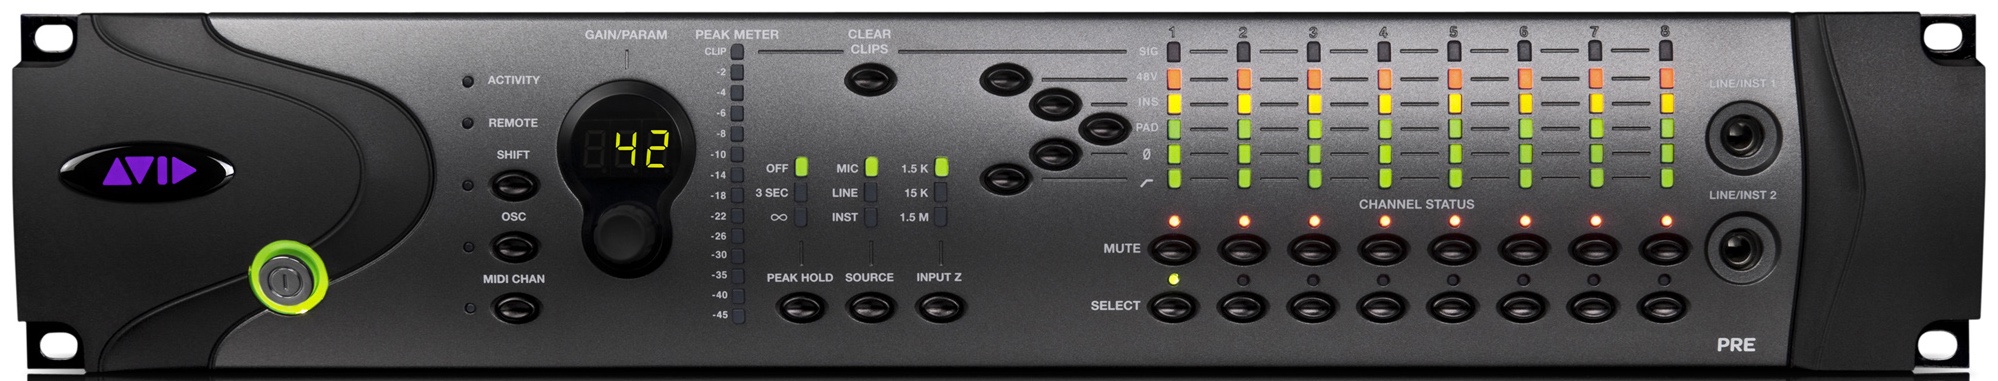 AVID
ACTIVITY
REMOTE
SHIFT
OSC
MIDI CHAN
GAIN/PARAM
42
PEAK METER
CLIP
-2
-4
-6
-8
-10
-14
-18
-22
-26
-30
-35
-40
-45
CLEAR
CLIPS
OFF
3 SEC
∞
PEAK HOLD
MIC
LINE
INST
SOURCE
1.5 K
15 K
1.5 M
INPUT Z
1 2 3 4 5 6 7 8
SIG
48V
INS
PAD
Ø
CHANNEL STATUS
MUTE
SELECT
LINE/INST 1
LINE/INST 2
PRE